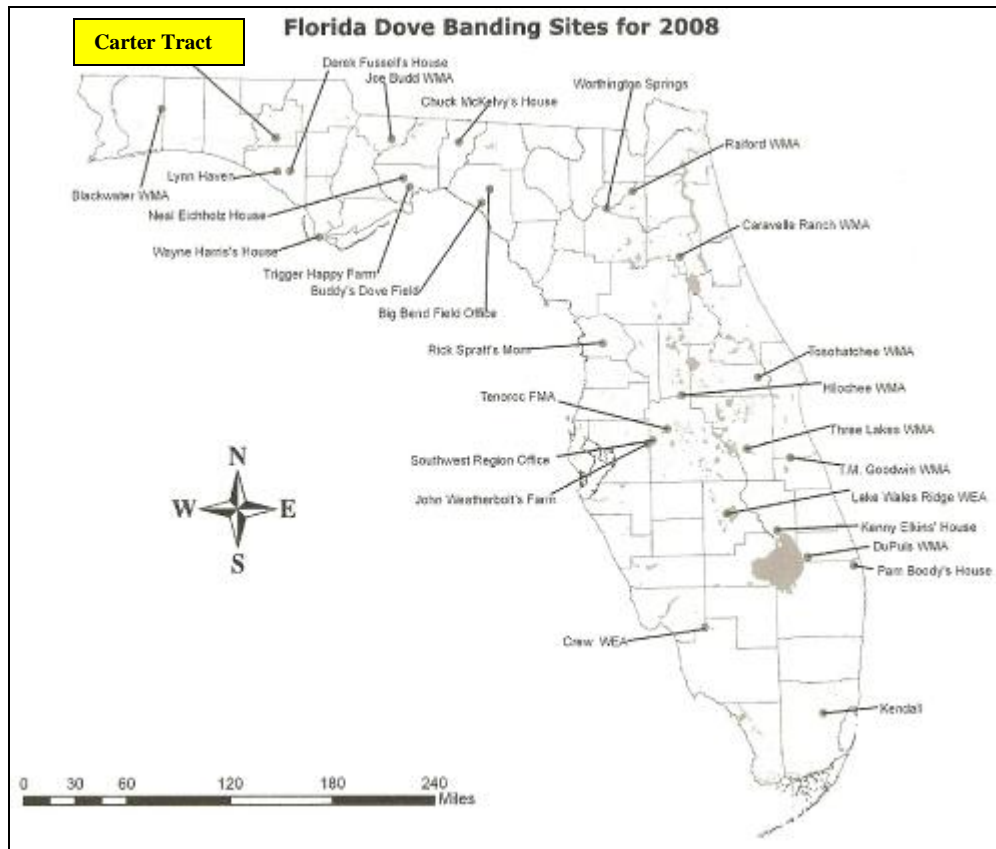 Florida Dove Banding Sites for 2008
Carter Tract
Derek Fussell's House
Joe Budd WMA
Chuck McKelvy's House
Worthington Springs
Raiford WMA
Lynn Haven
Blackwater WMA
Neal Eichholz House
Wayne Harris's House
Caravelle Ranch WMA
Trigger Happy Farm
Buddy's Dove Field
Big Bend Field Office
Rick Spratt's Mom
Tosohatchee WMA
Hilochee WMA
Tenoroc FMA
Three Lakes WMA
Southwest Region Office
T.M. Goodwin WMA
John Weatherbolt's Farm
Lake Wales Ridge WEA
Kenny Elkins' House
DuPuis WMA
Pam Boody's House
N
W E
S
Crew WEA
Kendall
0 30 60 120 180 240
Miles